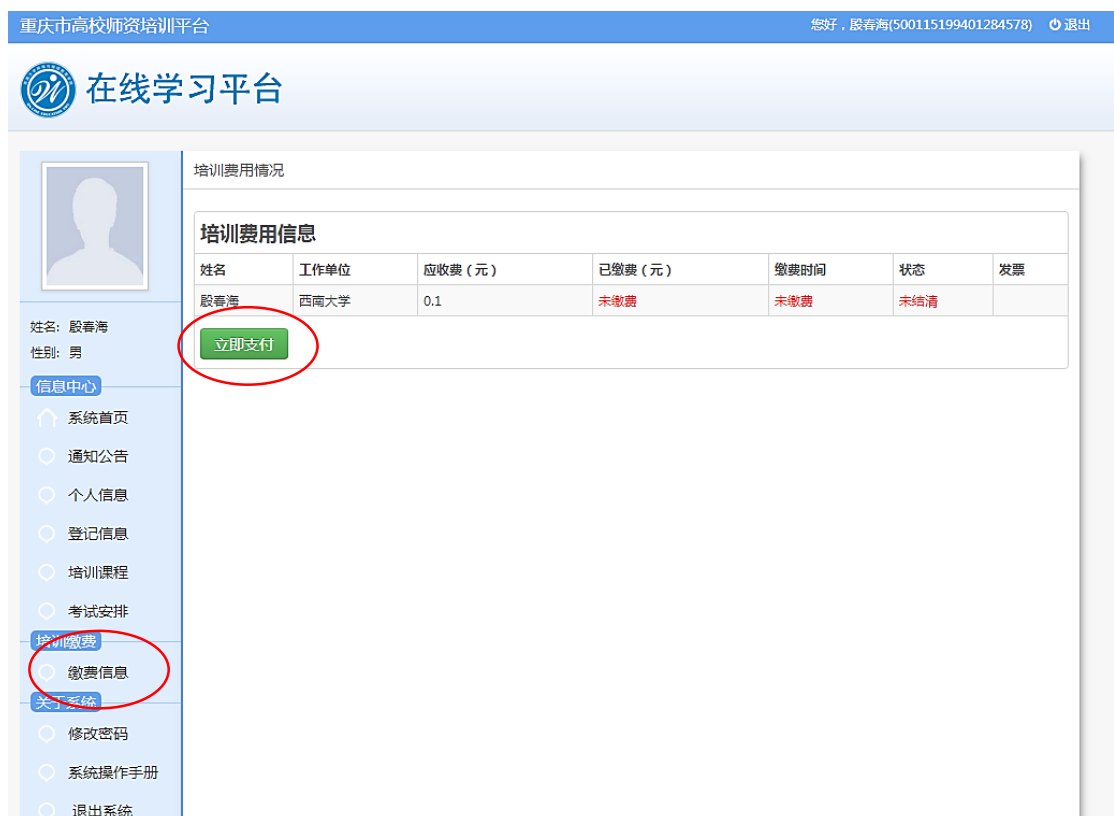 重庆市高校师资培训平台 您好，殷春海(500115199401284578) 退出
在线学习平台
培训费用情况
培训费用信息
姓名 工作单位 应收费（元） 已缴费（元） 缴费时间 状态 发票
殷春海 西南大学 0.1 未缴费 未缴费 未结清
立即支付
姓名: 殷春海
性别: 男
信息中心
系统首页
通知公告
个人信息
登记信息
培训课程
考试安排
培训缴费
缴费信息
关于系统
修改密码
系统操作手册
退出系统